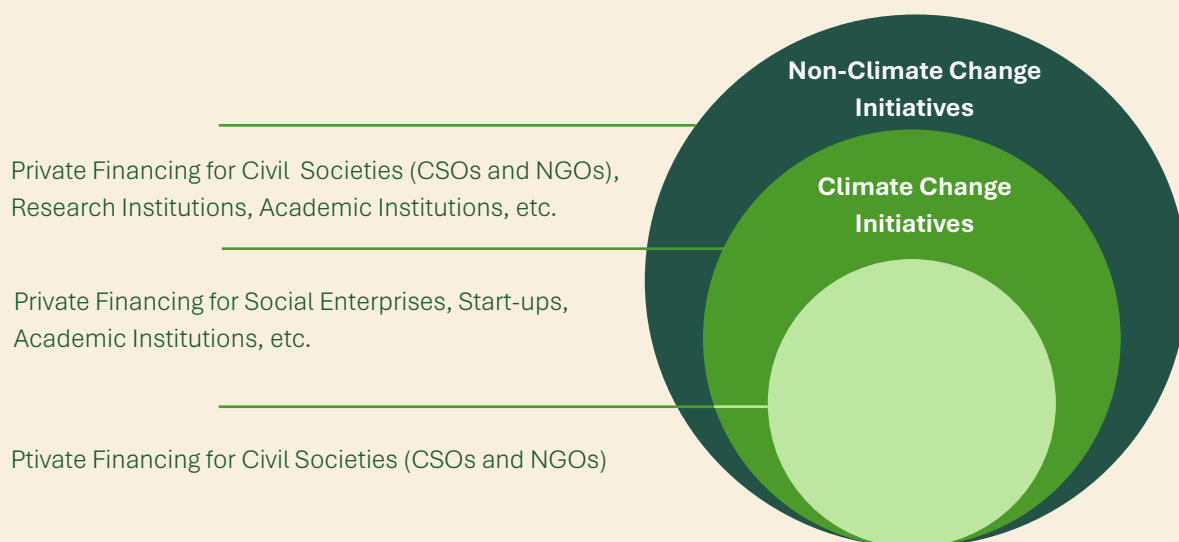 Non-Climate Change
Initiatives
Private Financing for Civil  Societies (CSOs and NGOs),
Research Institutions, Academic Institutions, etc.
Climate Change
Initiatives
Private Financing for Social Enterprises, Start-ups,
Academic Institutions, etc.
Ptivate Financing for Civil Societies (CSOs and NGOs)